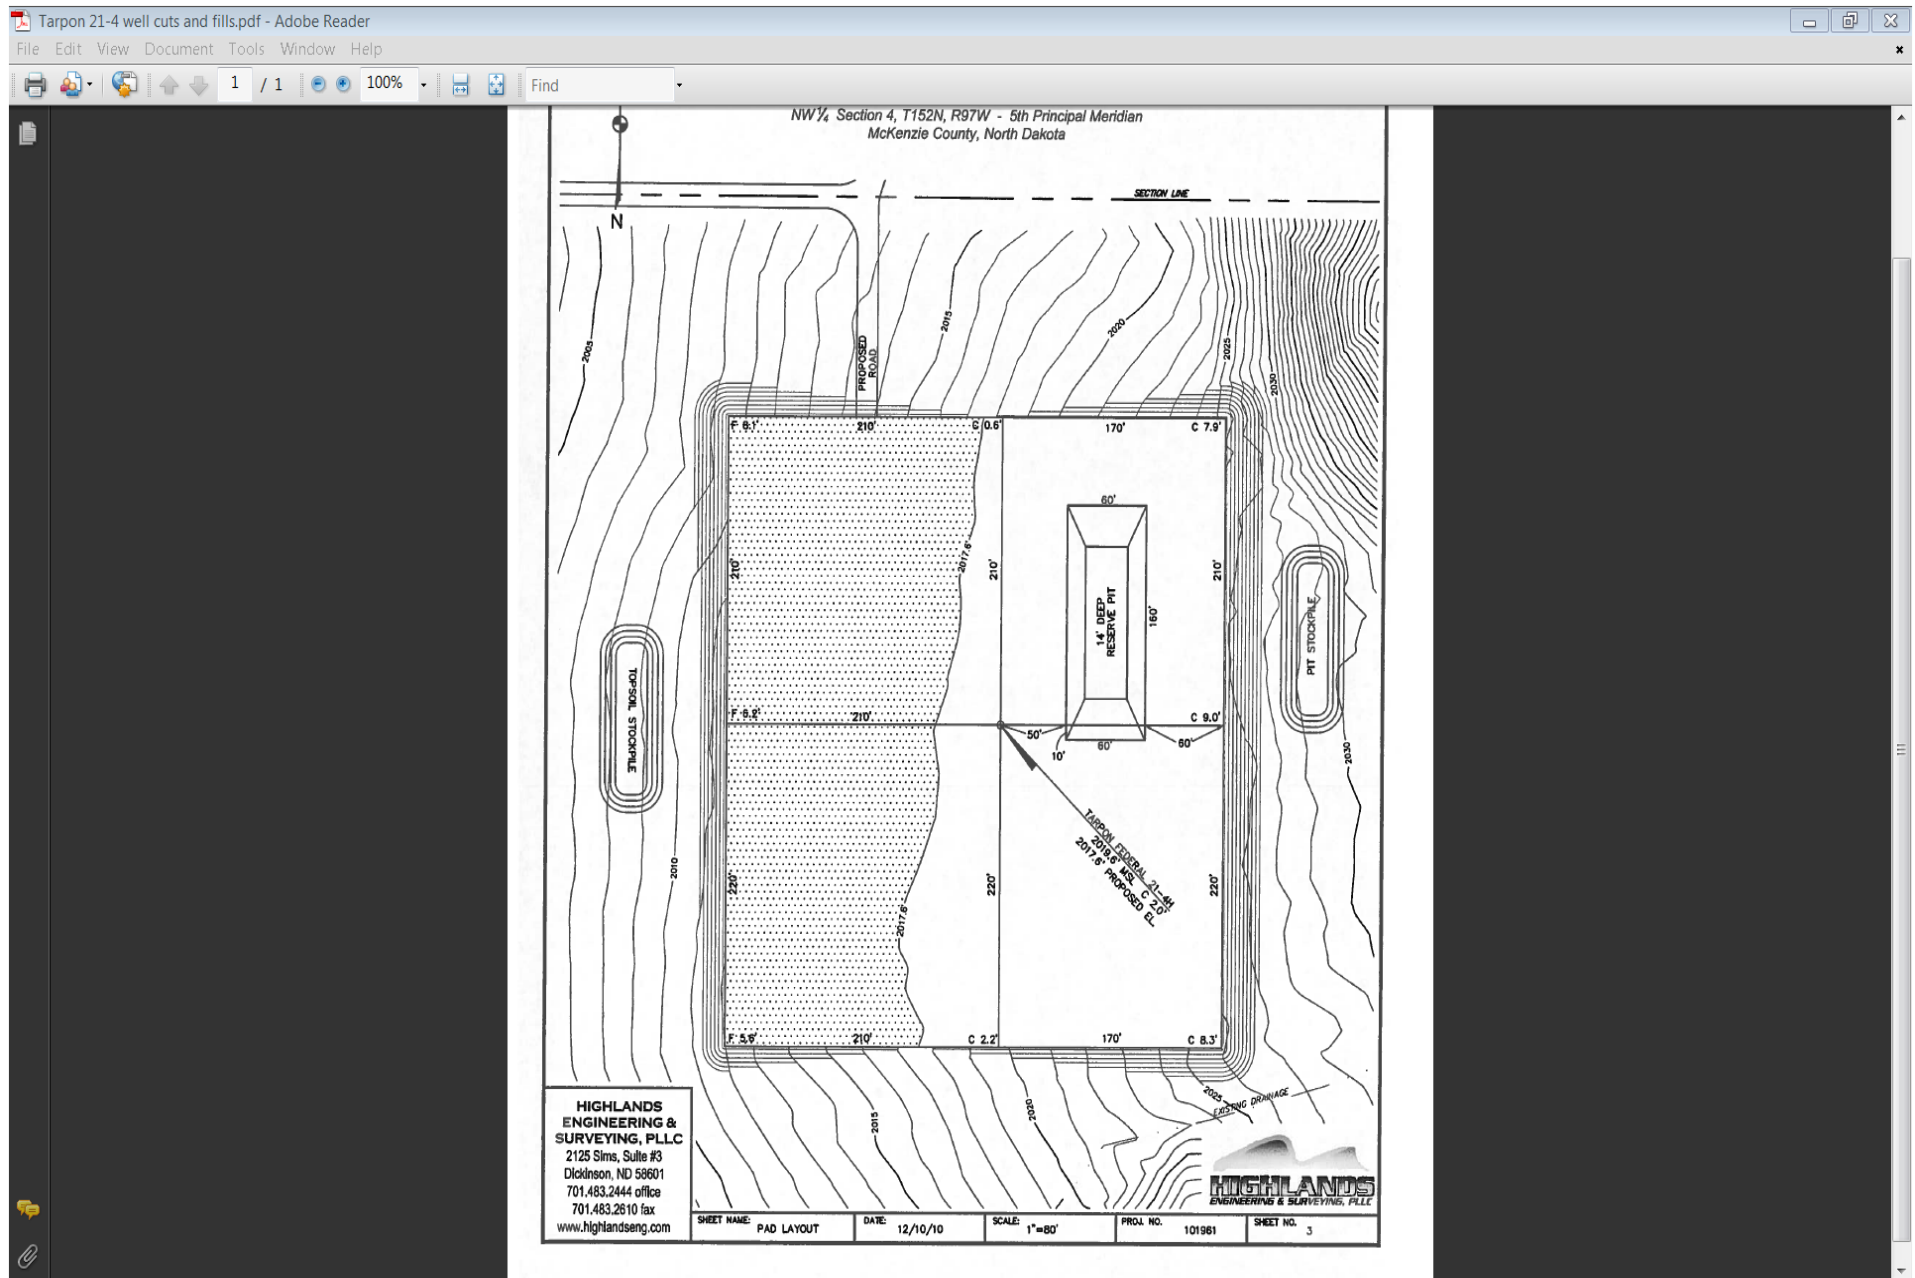 Tarpon 21-4 well cuts and fills.pdf - Adobe Reader
File Edit View Document Tools Window Help
1 / 1 100% Find
NW¼ Section 4, T152N, R97W - 5th Principal Meridian
McKenzie County, North Dakota
SECTION LINE
N
2005
2015
2020
2025
2030
PROPOSED
ROAD
210'
C 0.6'
170'
C 7.9'
60'
2017.6'
210'
210'
210'
14' DEEP
RESERVE PIT
160'
PIT STOCKPILE
TOPSOIL STOCKPILE
210'
C 9.0'
50'
60'
60'
10'
2030
TARPON FEDERAL 21-4H
2019.6' MSL C 2.0'
2017.6' PROPOSED EL.
2010
220'
220'
220'
2017.6'
F 5.6'
210'
C 2.2'
170'
C 8.3'
2025
EXISTING DRAINAGE
2015
2020
HIGHLANDS
ENGINEERING &
SURVEYING, PLLC
2125 Sims, Suite #3
Dickinson, ND 58601
701.483.2444 office
701.483.2610 fax
www.highlandseng.com
HIGHLANDS
ENGINEERING & SURVEYING, PLLC
SHEET NAME: PAD LAYOUT
DATE: 12/10/10
SCALE: 1"=80'
PROJ. NO. 101961
SHEET NO. 3